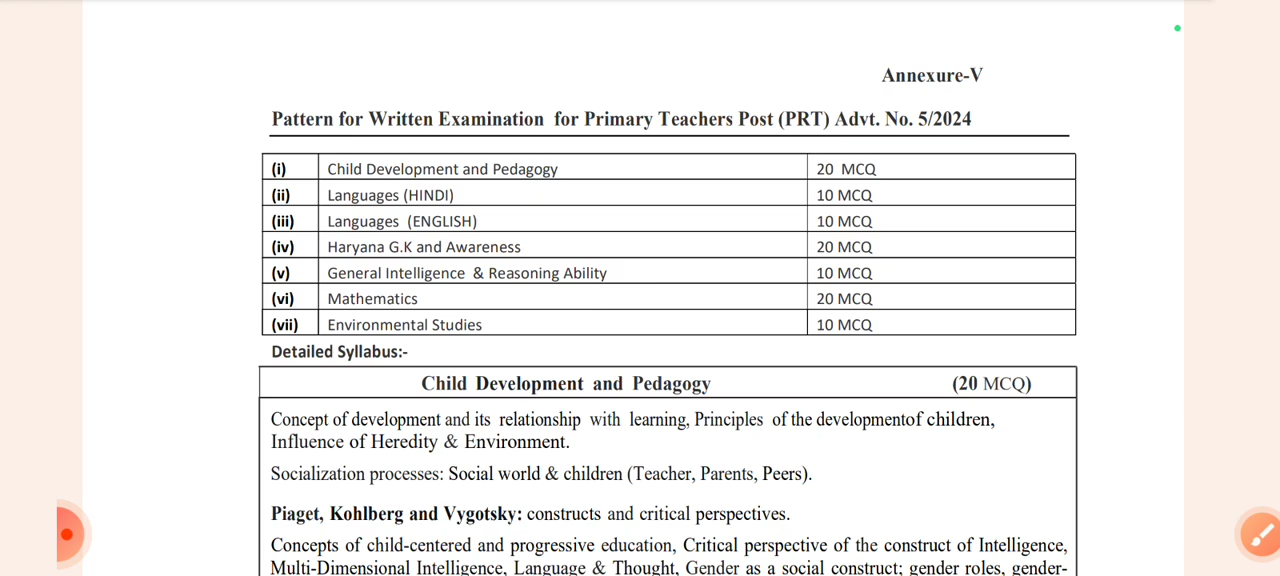 Annexure-V
Pattern for Written Examination for Primary Teachers Post (PRT) Advt. No. 5/2024
(i) Child Development and Pedagogy 20 MCQ
(ii) Languages (HINDI) 10 MCQ
(iii) Languages (ENGLISH) 10 MCQ
(iv) Haryana G.K and Awareness 20 MCQ
(v) General Intelligence & Reasoning Ability 10 MCQ
(vi) Mathematics 20 MCQ
(vii) Environmental Studies 10 MCQ
Detailed Syllabus:-
Child Development and Pedagogy (20 MCQ)
Concept of development and its relationship with learning, Principles of the developmentof children,
Influence of Heredity & Environment.
Socialization processes: Social world & children (Teacher, Parents, Peers).
Piaget, Kohlberg and Vygotsky: constructs and critical perspectives.
Concepts of child-centered and progressive education, Critical perspective of the construct of Intelligence,
Multi-Dimensional Intelligence, Language & Thought, Gender as a social construct; gender roles, gender-